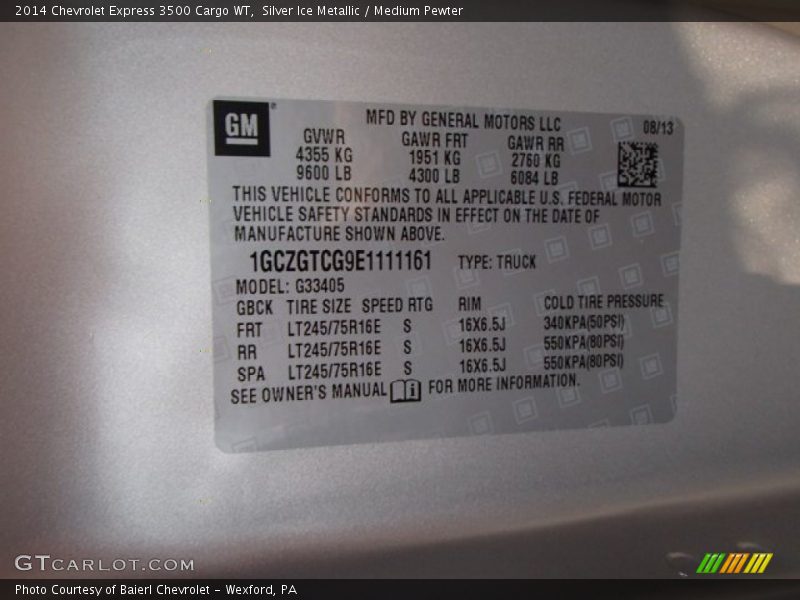 2014 Chevrolet Express 3500 Cargo WT, Silver Ice Metallic / Medium Pewter
GM ®
MFD BY GENERAL MOTORS LLC 08/13
GVWR GAWR FRT GAWR RR
4355 KG 1951 KG 2760 KG
9600 LB 4300 LB 6084 LB
THIS VEHICLE CONFORMS TO ALL APPLICABLE U.S. FEDERAL MOTOR
VEHICLE SAFETY STANDARDS IN EFFECT ON THE DATE OF
MANUFACTURE SHOWN ABOVE.
1GCZGTCG9E1111161 TYPE: TRUCK
MODEL: G33405
GBCK TIRE SIZE SPEED RTG RIM COLD TIRE PRESSURE
FRT LT245/75R16E S 16X6.5J 340KPA(50PSI)
RR LT245/75R16E S 16X6.5J 550KPA(80PSI)
SPA LT245/75R16E S 16X6.5J 550KPA(80PSI)
SEE OWNER'S MANUAL i FOR MORE INFORMATION.
GTCARLOT.COM
Photo Courtesy of Baierl Chevrolet - Wexford, PA